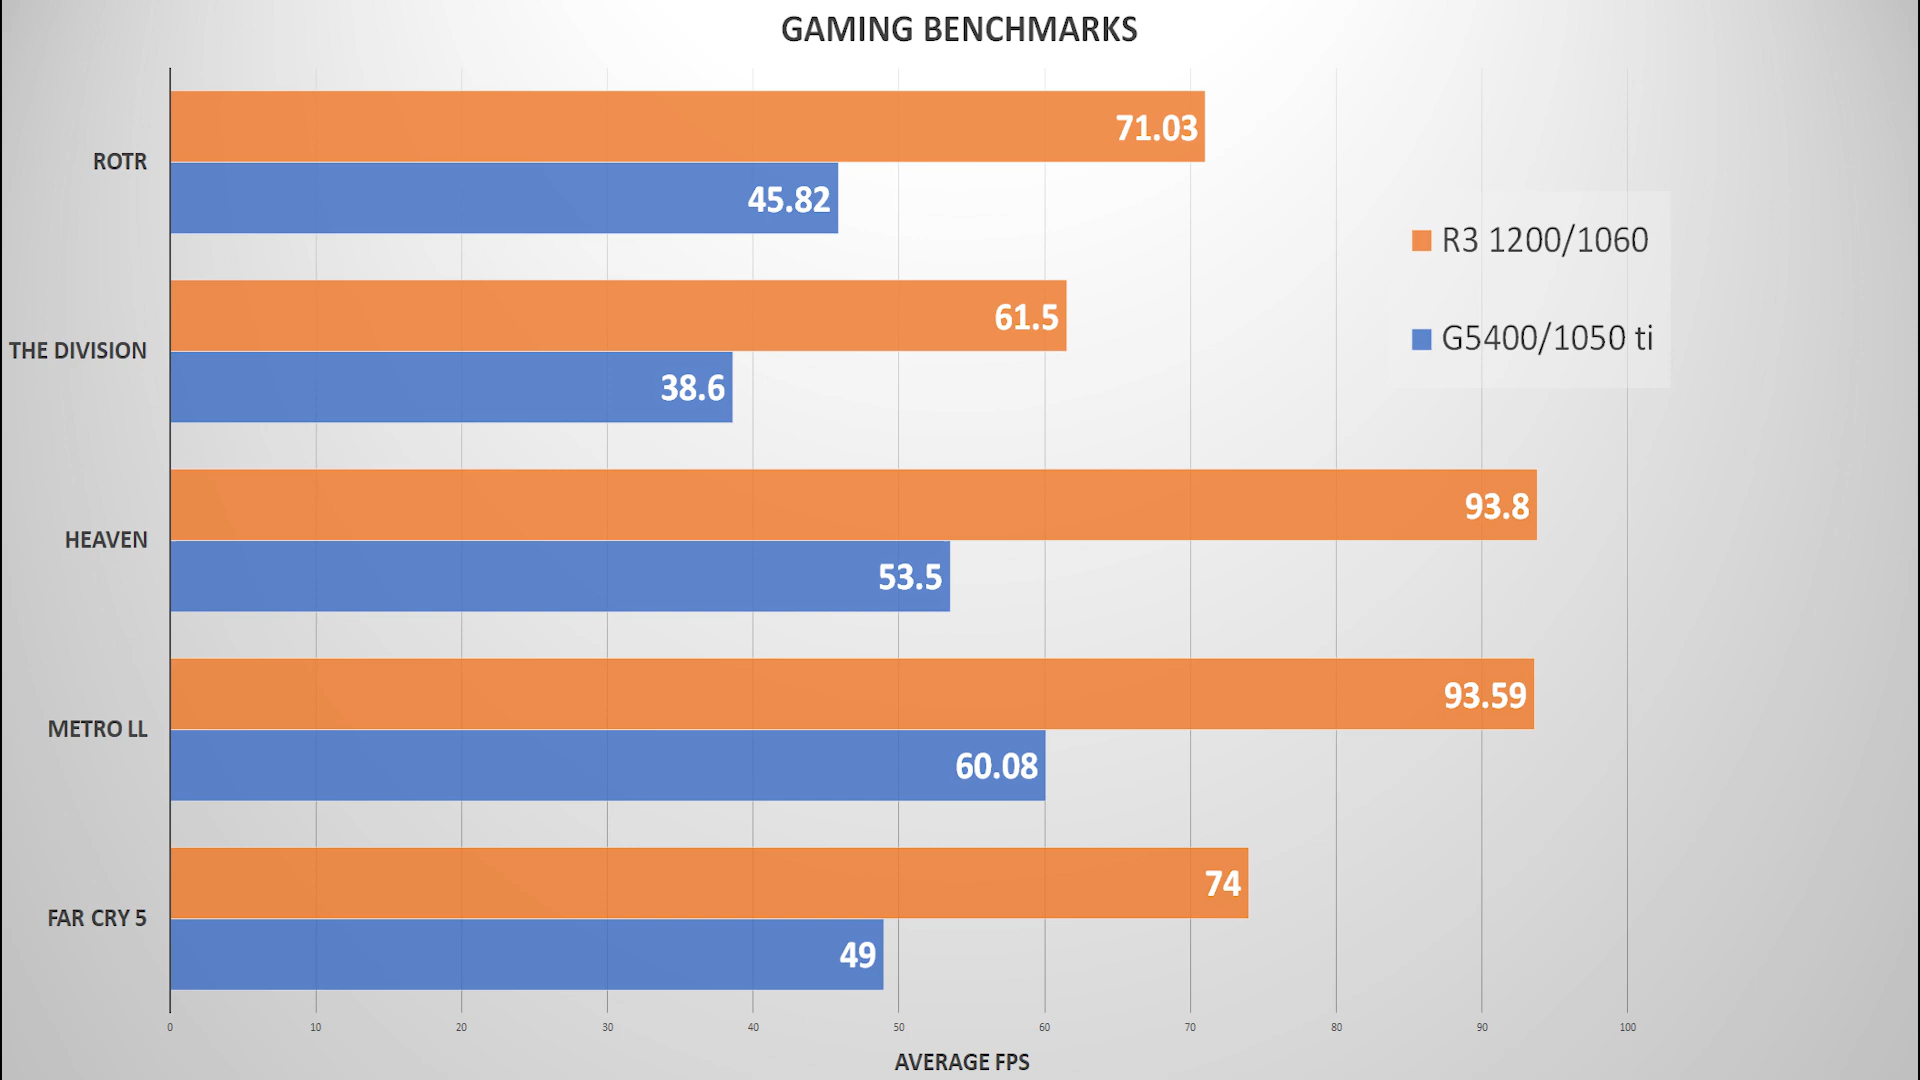 GAMING BENCHMARKS
ROTR
71.03
45.82
THE DIVISION
61.5
38.6
HEAVEN
93.8
53.5
METRO LL
93.59
60.08
FAR CRY 5
74
49
R3 1200/1060
G5400/1050 ti
0 10 20 30 40 50 60 70 80 90 100
AVERAGE FPS